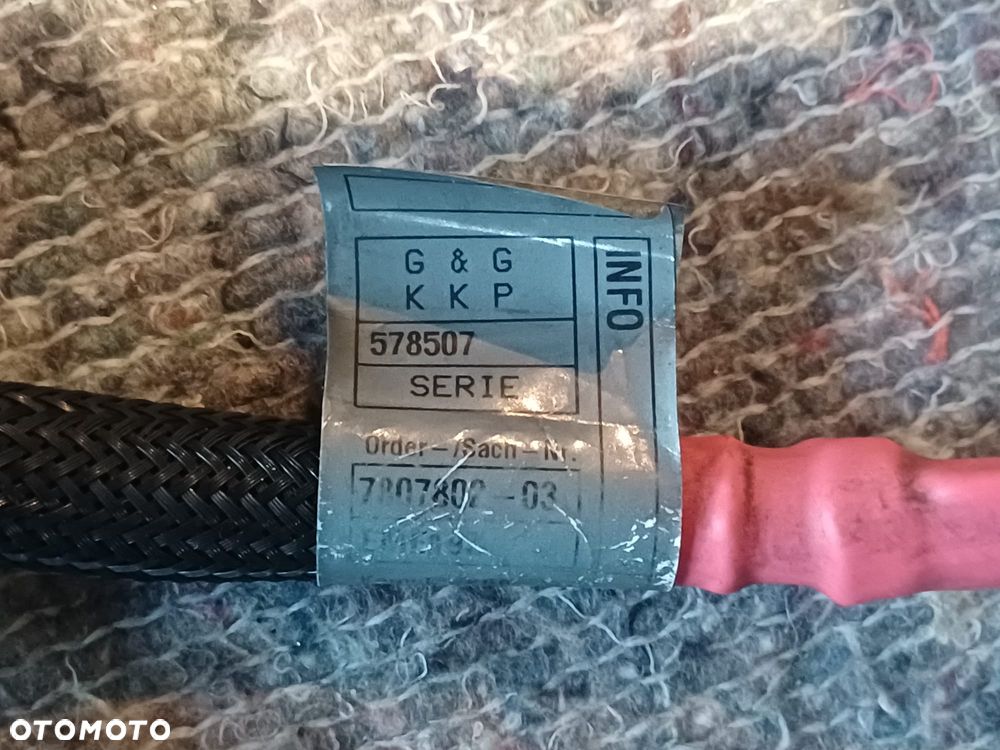 G & G
K K P
578507
SERIE
INFO
Order-/Sach-Nr.
7807802-03
OTOMOTO